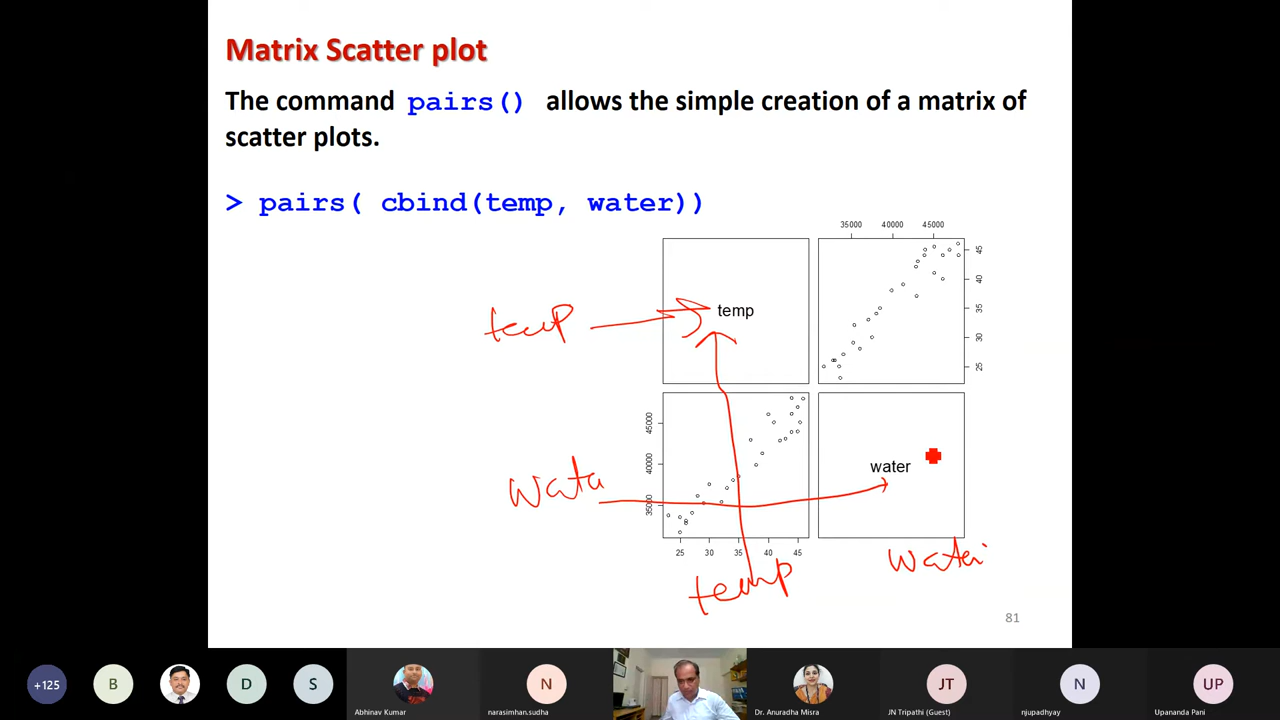 Matrix Scatter plot
The command pairs() allows the simple creation of a matrix of
scatter plots.
> pairs( cbind(temp, water))
35000 40000 45000
temp
temp
25 30 35 40 45
35000 40000 45000
water
wate
25 30 35 40 45
temp
water
81
+125
B
D
S
N
JT
N
UP
Abhinav Kumar
narasimhan.sudha
Dr. Anuradha Misra
JN Tripathi (Guest)
njupadhyay
Upananda Pani